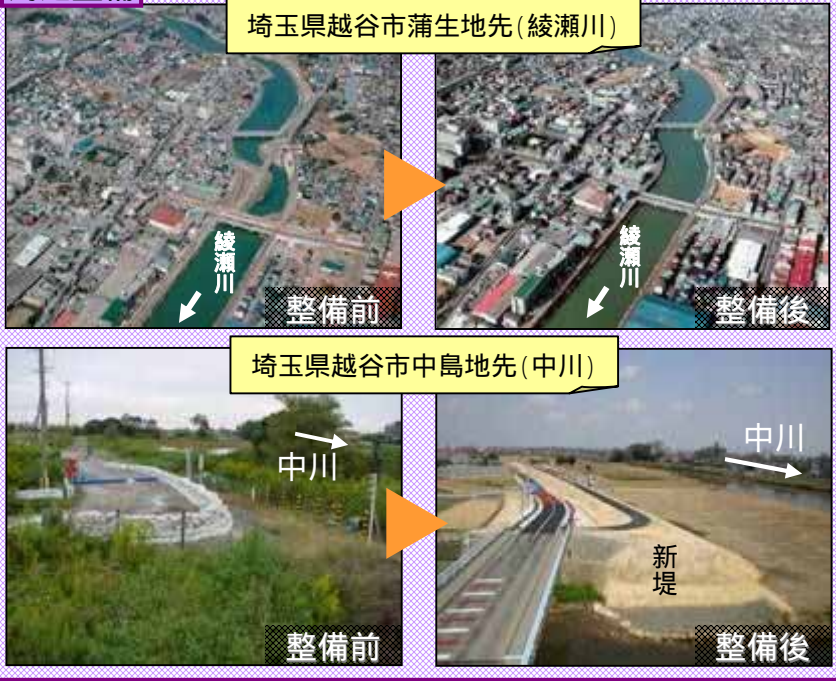 埼玉県越谷市蒲生地先(綾瀬川)
綾瀬川
整備前
綾瀬川
整備後
埼玉県越谷市中島地先(中川)
中川
整備前
中川
新堤
整備後